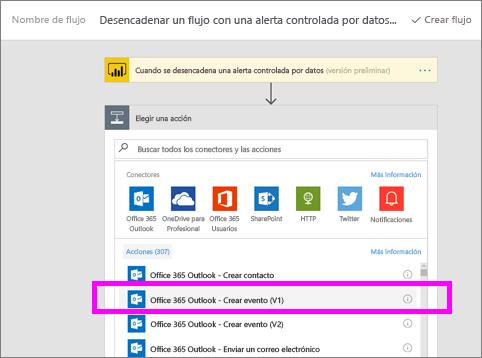 Nombre de flujo Desencadenar un flujo con una alerta controlada por datos... Crear flujo
Cuando se desencadena una alerta controlada por datos (versión preliminar) ...
Elegir una acción
Buscar todos los conectores y las acciones
Conectores Más información
Office 365 Outlook
OneDrive para Profesional
Office 365 Usuarios
SharePoint
HTTP
Twitter
Notificaciones
Acciones (307) Más información
Office 365 Outlook - Crear contacto
Office 365 Outlook - Crear evento (V1)
Office 365 Outlook - Crear evento (V2)
Office 365 Outlook - Enviar un correo electrónico